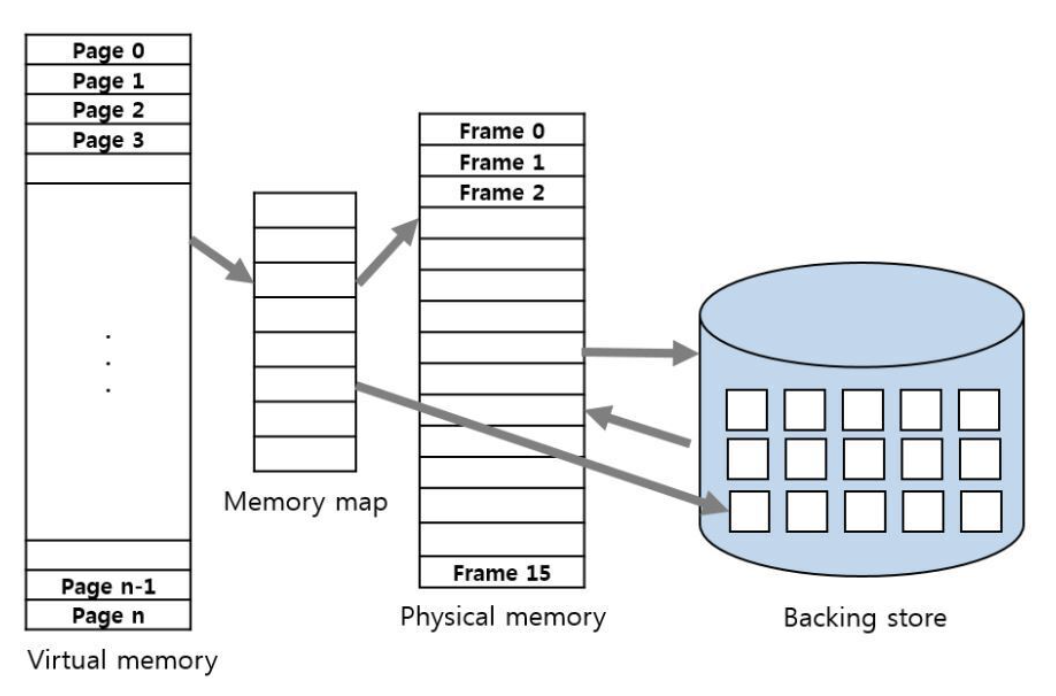 Page 0
Page 1
Page 2
Page 3
.
.
.
Page n-1
Page n
Virtual memory
Memory map
Frame 0
Frame 1
Frame 2
Frame 15
Physical memory
Backing store